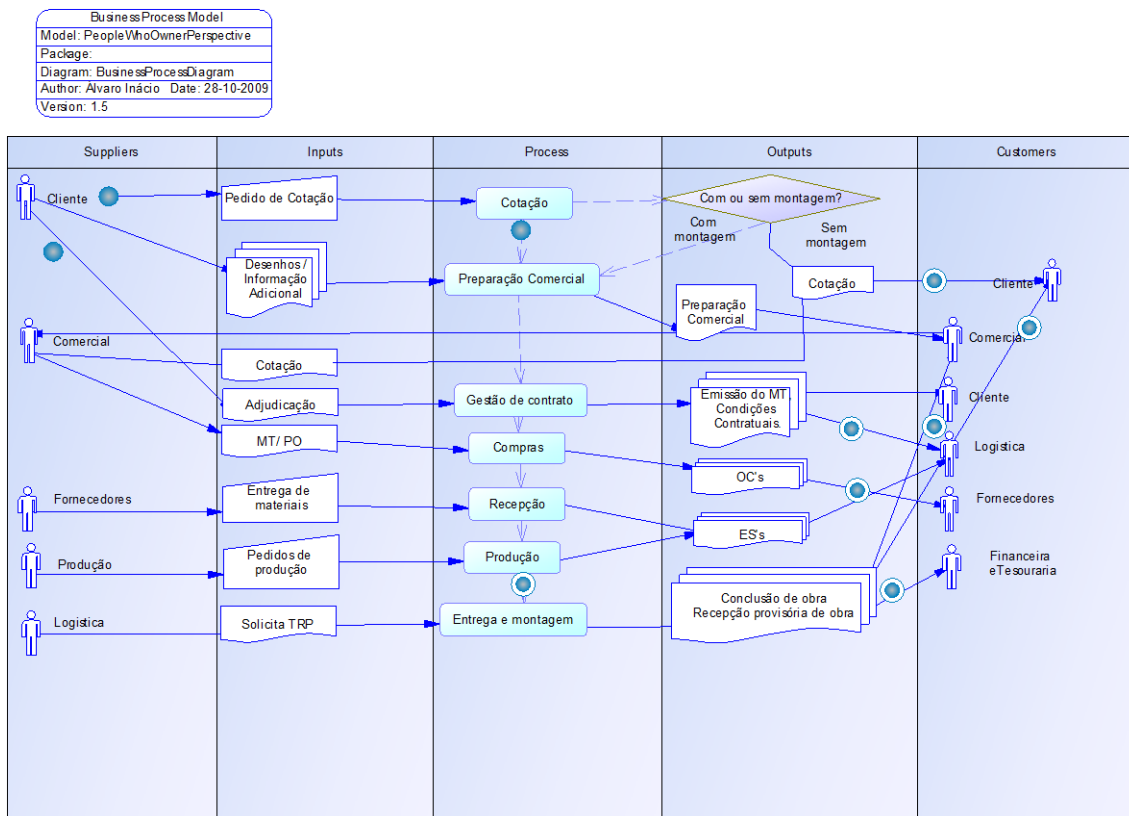 BusinessProcessModel
Model: PeopleWhoOwnerPerspective
Package:
Diagram: BusinessProcessDiagram
Author: Alvaro Inácio Date: 28-10-2009
Version: 1.5
Suppliers
Inputs
Process
Outputs
Customers
Cliente
Pedido de Cotação
Cotação
Com ou sem montagem?
Com
montagem
Sem
montagem
Desenhos /
Informação
Adicional
Preparação Comercial
Cotação
Cliente
Preparação
Comercial
Comercial
Comercial
Cotação
Adjudicação
Gestão de contrato
Emissão do MT,
Condições
Contratuais.
Cliente
MT/ PO
Compras
Logistica
OC's
Fornecedores
Entrega de
materiais
Recepção
Fornecedores
ES's
Produção
Pedidos de
produção
Produção
Financeira
eTesouraria
Conclusão de obra
Recepção provisória de obra
Logistica
Solicita TRP
Entrega e montagem